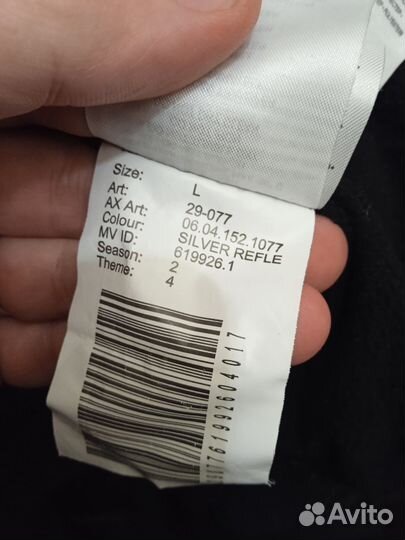 Size: L
Art: 29-077
AX Art: 06.04.152.1077
Colour: SILVER REFLE
MV ID: 619926.1
Season: 2
Theme: 4
Avito